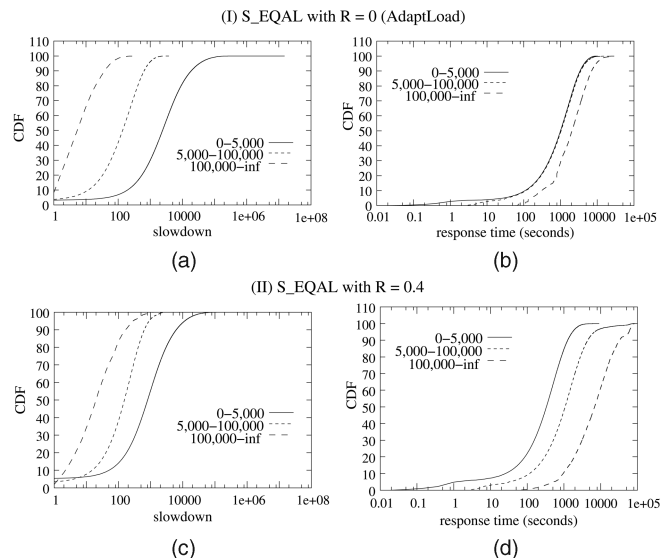 (I) S_EQAL with R = 0 (AdaptLoad)
110
100
90
80
70
60
50
40
30
20
10
0
CDF
0−5,000
5,000−100,000
100,000−inf
1 100 10000 1e+06 1e+08
slowdown
(a)
110
100
90
80
70
60
50
40
30
20
10
0
CDF
0−5,000
5,000−100,000
100,000−inf
0.01 0.1 1 10 100 1000 10000 1e+05
response time (seconds)
(b)
(II) S_EQAL with R = 0.4
100
90
80
70
60
50
40
30
20
10
0
CDF
0−5,000
5,000−100,000
100,000−inf
1 100 10000 1e+06 1e+08
slowdown
(c)
110
100
90
80
70
60
50
40
30
20
10
0
CDF
0−5,000
5,000−100,000
100,000−inf
0.01 0.1 1 10 100 1000 10000 1e+05
response time (seconds)
(d)